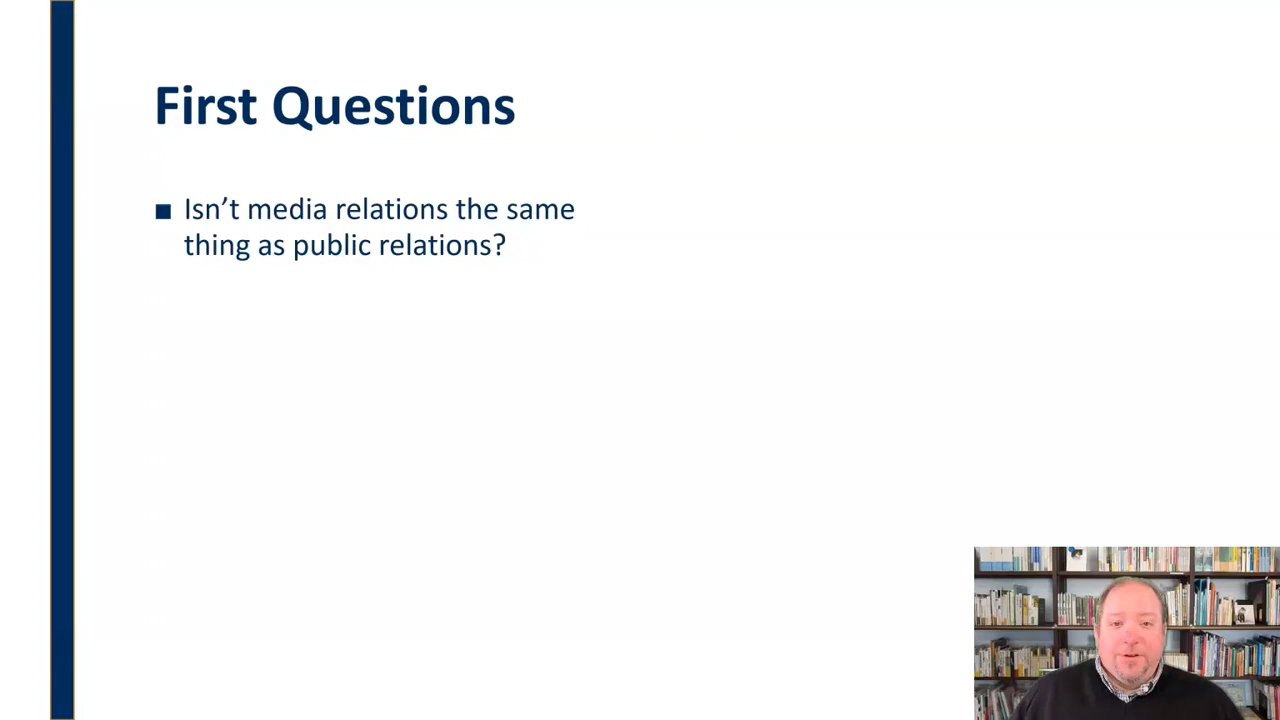 First Questions
■ Isn’t media relations the same
thing as public relations?